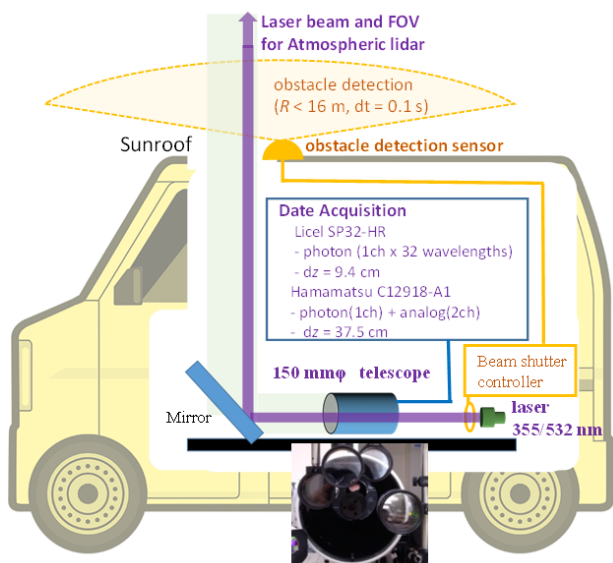 Laser beam and FOV
for Atmospheric lidar
obstacle detection
(R < 16 m, dt = 0.1 s)
Sunroof
obstacle detection sensor
Date Acquisition
Licel SP32-HR
- photon (1ch x 32 wavelengths)
- dz = 9.4 cm
Hamamatsu C12918-A1
- photon(1ch) + analog(2ch)
- dz = 37.5 cm
150 mmφ telescope
Beam shutter
controller
Mirror
laser
355/532 nm